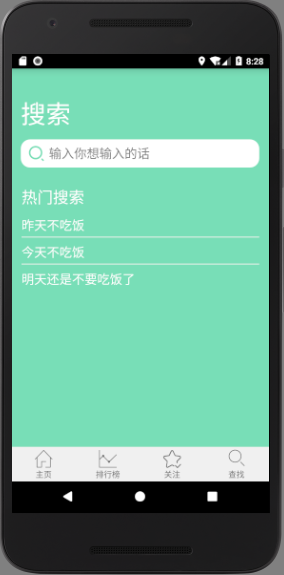 8:28
搜索
输入你想输入的话
热门搜索
昨天不吃饭
今天不吃饭
明天还是不要吃饭了
主页 排行榜 关注 查找